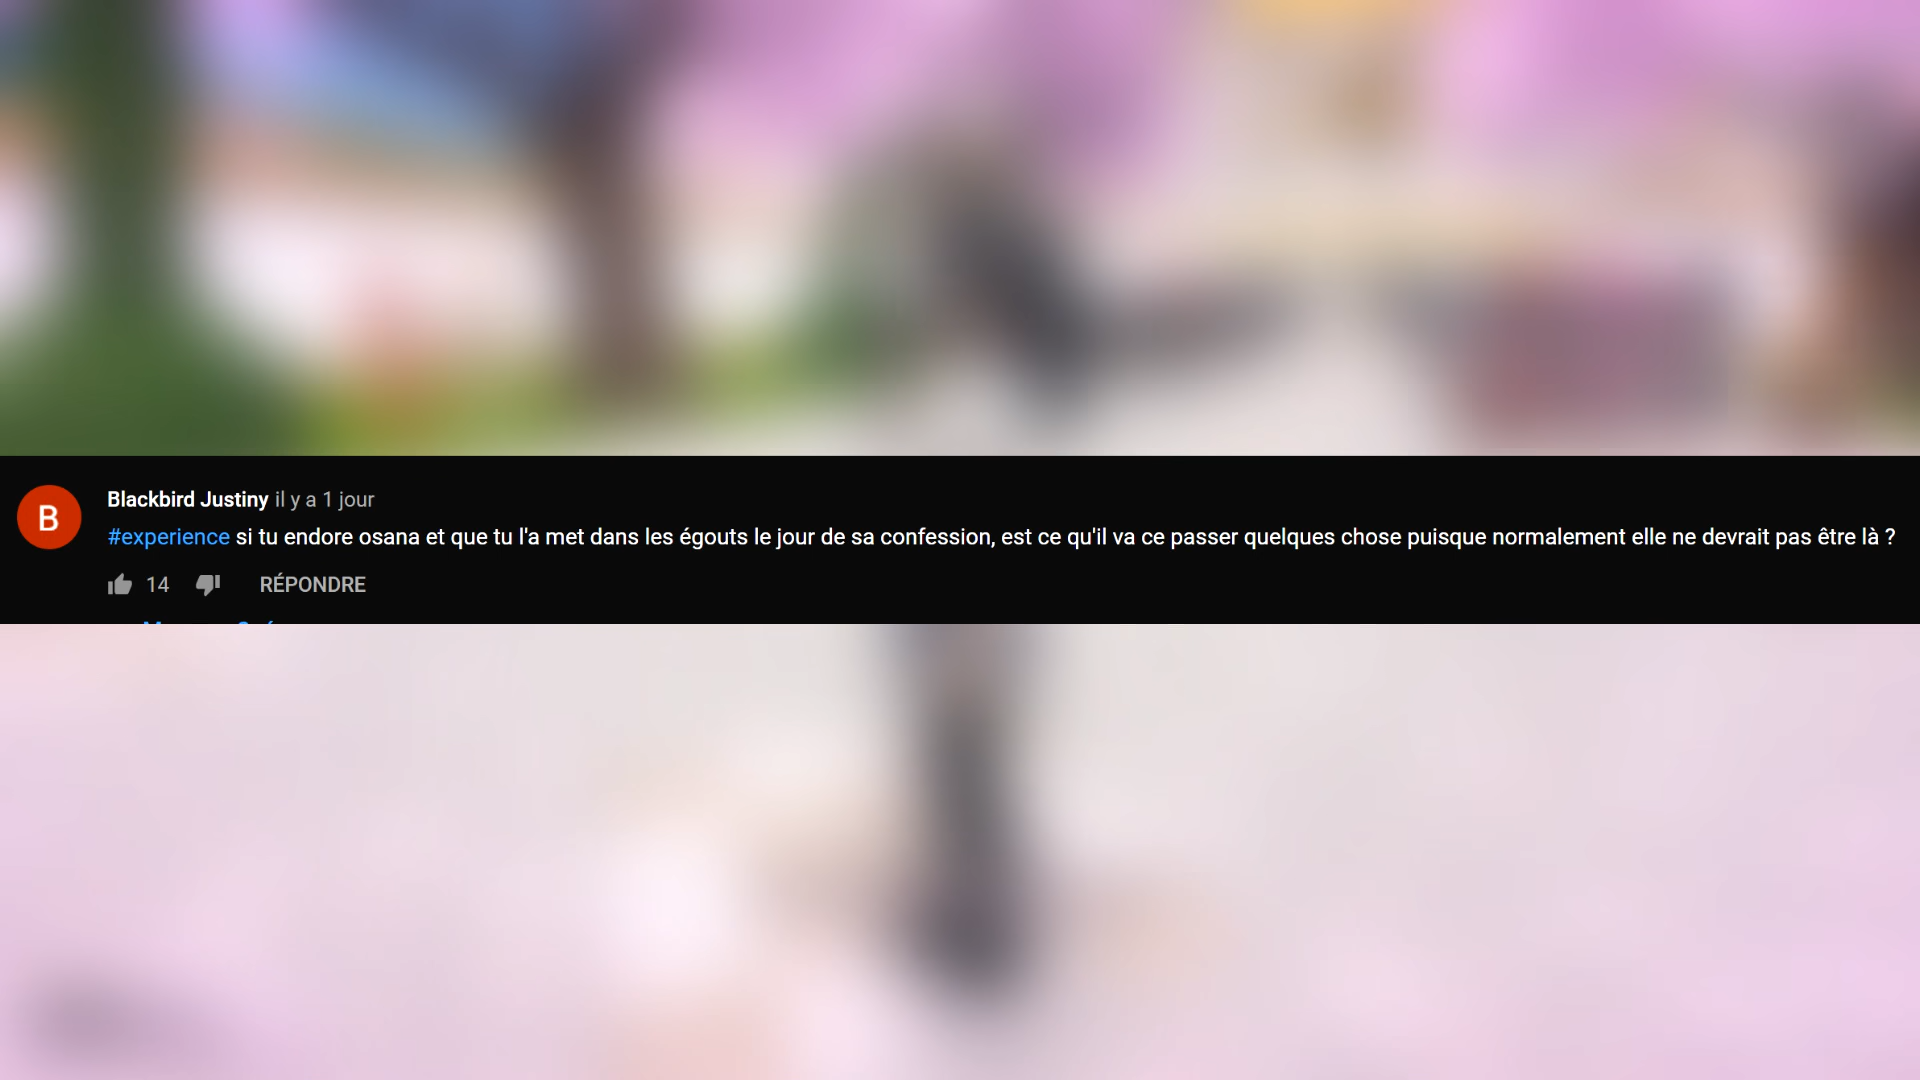 B
Blackbird Justiny il y a 1 jour
#experience si tu endore osana et que tu l'a met dans les égouts le jour de sa confession, est ce qu'il va ce passer quelques chose puisque normalement elle ne devrait pas être là ?
14 RÉPONDRE